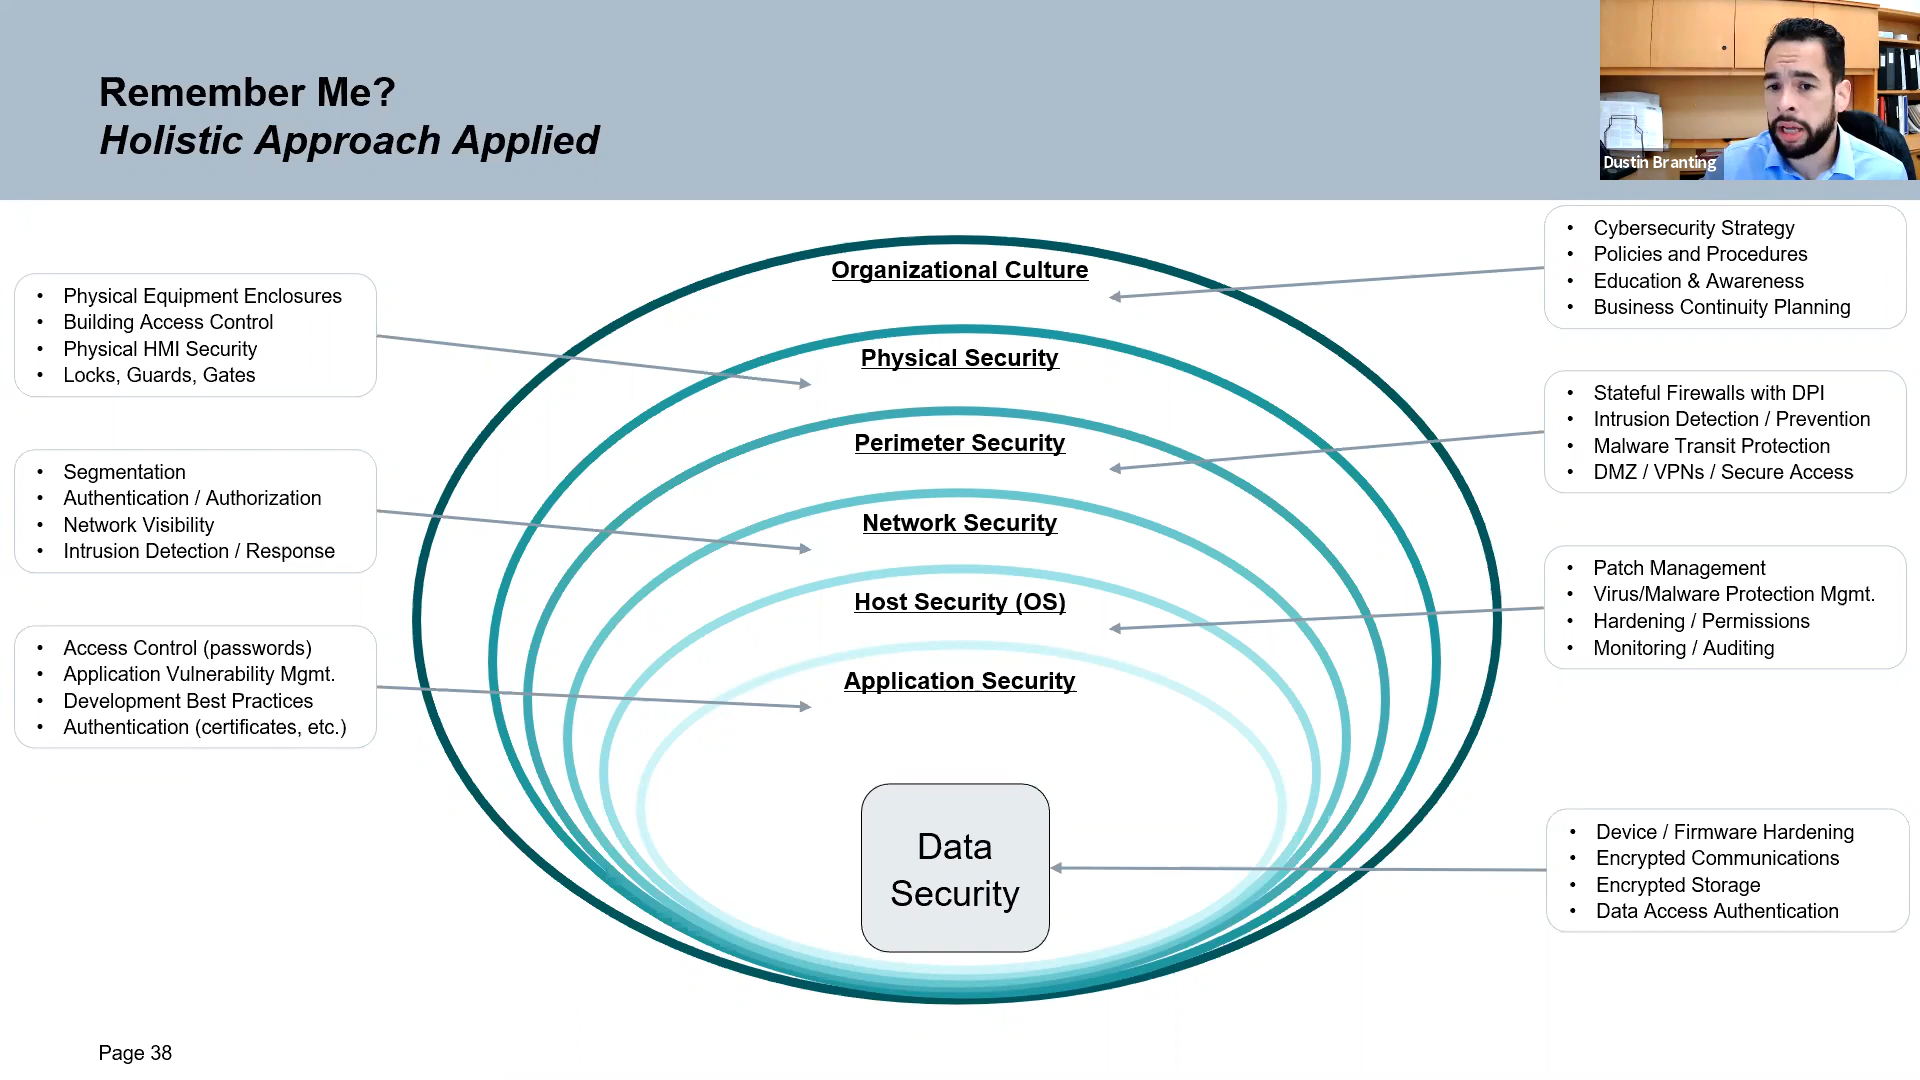 Remember Me?
Holistic Approach Applied
Dustin Branting
• Physical Equipment Enclosures
• Building Access Control
• Physical HMI Security
• Locks, Guards, Gates
• Segmentation
• Authentication / Authorization
• Network Visibility
• Intrusion Detection / Response
• Access Control (passwords)
• Application Vulnerability Mgmt.
• Development Best Practices
• Authentication (certificates, etc.)
Organizational Culture
Physical Security
Perimeter Security
Network Security
Host Security (OS)
Application Security
Data
Security
• Cybersecurity Strategy
• Policies and Procedures
• Education & Awareness
• Business Continuity Planning
• Stateful Firewalls with DPI
• Intrusion Detection / Prevention
• Malware Transit Protection
• DMZ / VPNs / Secure Access
• Patch Management
• Virus/Malware Protection Mgmt.
• Hardening / Permissions
• Monitoring / Auditing
• Device / Firmware Hardening
• Encrypted Communications
• Encrypted Storage
• Data Access Authentication
Page 38